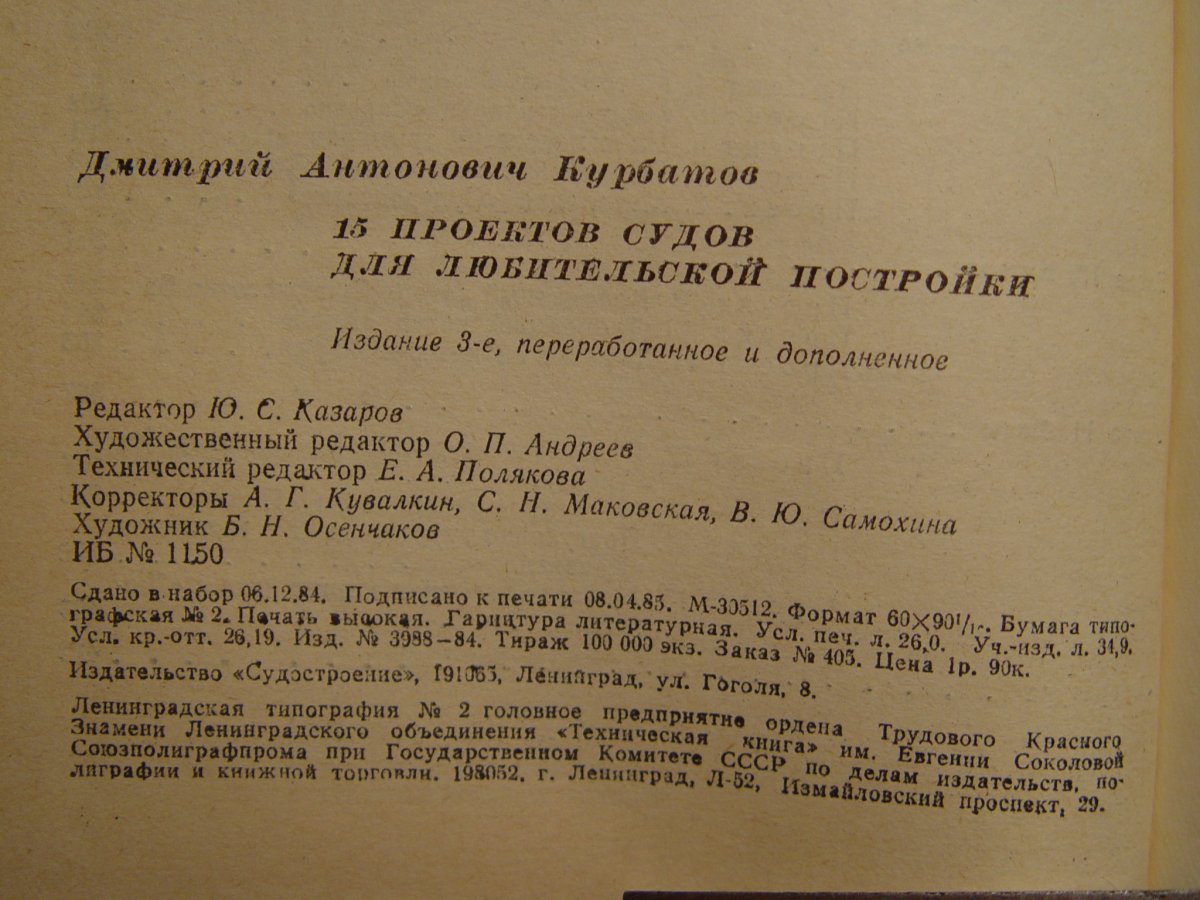 Дмитрий Антонович Курбатов
15 ПРОЕКТОВ СУДОВ
ДЛЯ ЛЮБИТЕЛЬСКОЙ ПОСТРОЙКИ
Издание 3-е, переработанное и дополненное
Редактор Ю. С. Казаров
Художественный редактор О. П. Андреев
Технический редактор Е. А. Полякова
Корректоры А. Г. Кувалкин, С. Н. Маковская, В. Ю. Самохина
Художник Б. Н. Осенчаков
ИБ № 1150
Сдано в набор 06.12.84. Подписано к печати 08.04.85. М-30512. Формат 60×90 Бумага типо-
графская № 2. Печать высокая. Гарнитура литературная. Усл. печ. л. 26,0. Уч.-изд. л. 31,9.
Усл. кр.-отт. 26,19. Изд. № 3988—84. Тираж 100 000 экз. Заказ № 405. Цена 1р. 90к.
Издательство «Судостроение», 191065, Ленинград, ул. Гоголя, 8.
Ленинградская типография № 2 головное предприятие ордена Трудового Красного
Знамени Ленинградского объединения «Техническая книга» им. Евгении Соколовой
Союзполиграфпрома при Государственном Комитете СССР по делам издательств, по-
лиграфии и книжной торговли. 198052. г. Ленинград, Л-52, Измайловский проспект, 29.